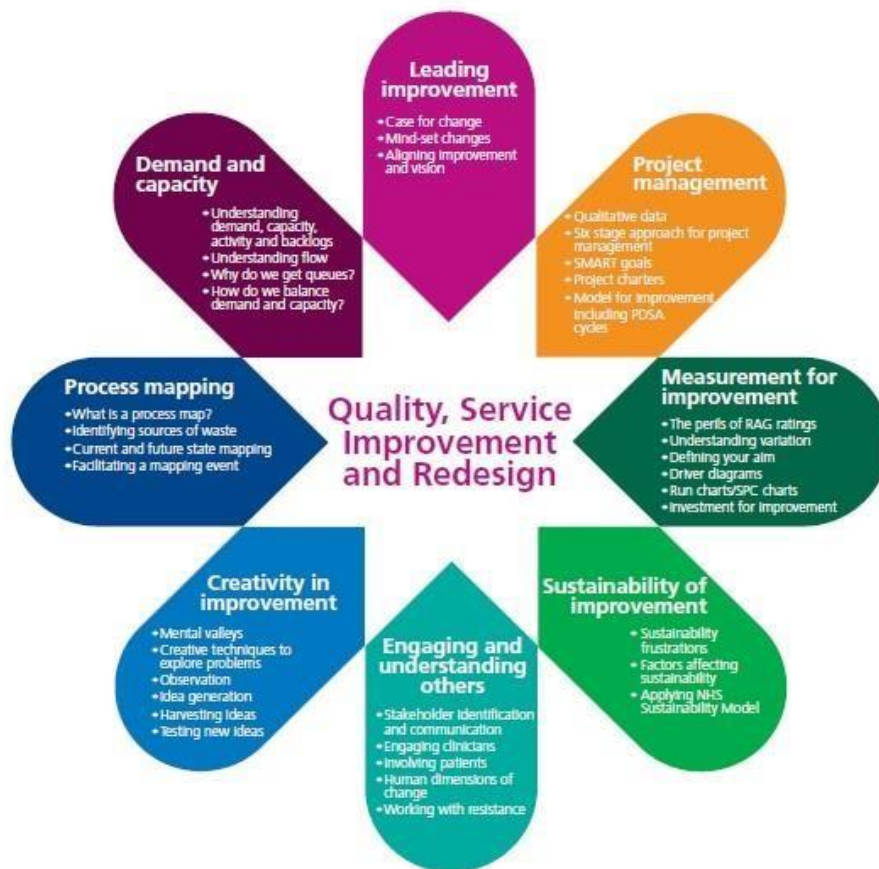 Leading
improvement
•Case for change
•Mind-set changes
•Aligning improvement
and vision
Project
management
•Qualitative data
•Six stage approach for project
management
•SMART goals
•Project charters
•Model for improvement
including PDSA
cycles
Measurement for
improvement
•The perils of RAG ratings
•Understanding variation
•Defining your aim
•Driver diagrams
•Run charts/SPC charts
•Investment for improvement
Sustainability of
improvement
•Sustainability
frustrations
•Factors affecting
sustainability
•Applying NHS
Sustainability Model
Engaging and
understanding
others
•Stakeholder identification
and communication
•Engaging clinicians
•Involving patients
•Human dimensions of
change
•Working with resistance
Creativity in
improvement
•Mental valleys
•Creative techniques to
explore problems
•Observation
•Idea generation
•Harvesting ideas
•Testing new ideas
Process mapping
•What is a process map?
•Identifying sources of waste
•Current and future state mapping
•Facilitating a mapping event
Demand and
capacity
•Understanding
demand, capacity,
activity and backlogs
•Understanding flow
•Why do we get queues?
•How do we balance
demand and capacity?
Quality, Service
Improvement
and Redesign